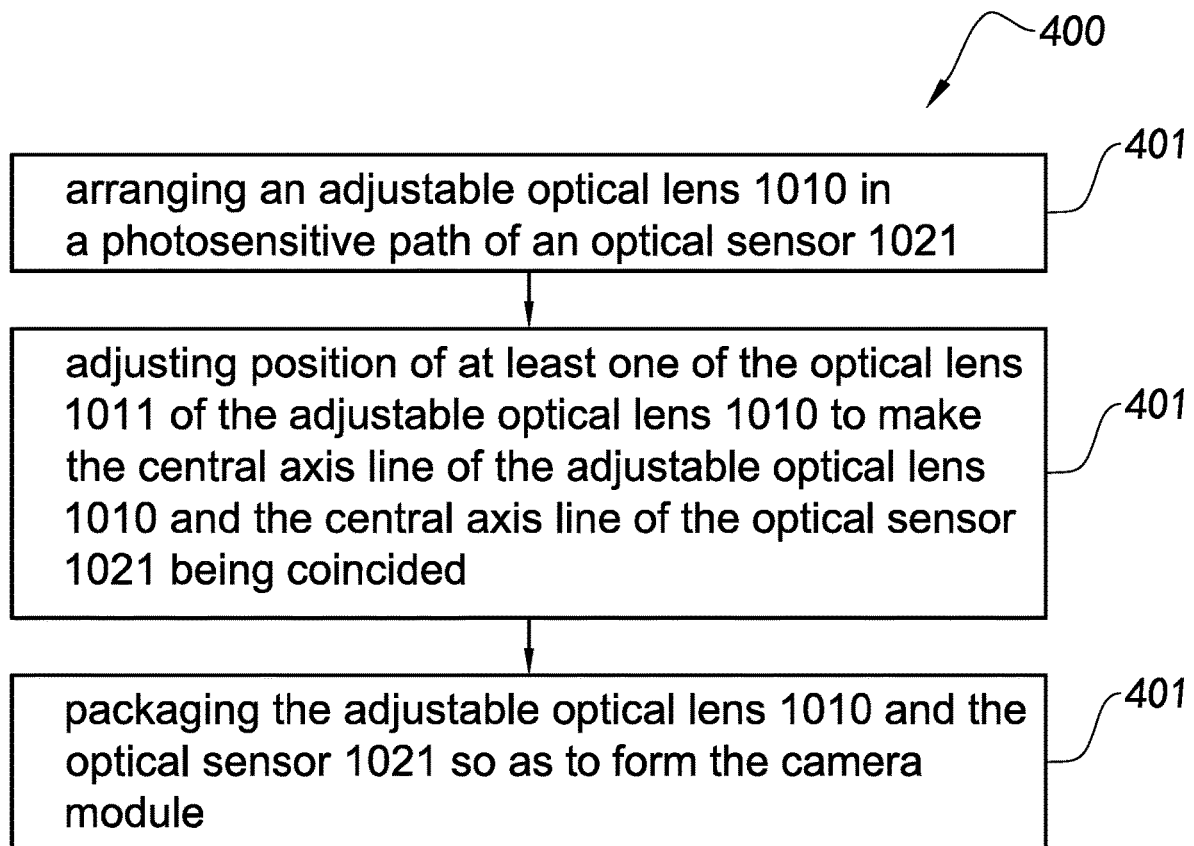 400
401
arranging an adjustable optical lens 1010 in
a photosensitive path of an optical sensor 1021
401
adjusting position of at least one of the optical lens
1011 of the adjustable optical lens 1010 to make
the central axis line of the adjustable optical lens
1010 and the central axis line of the optical sensor
1021 being coincided
401
packaging the adjustable optical lens 1010 and the
optical sensor 1021 so as to form the camera
module